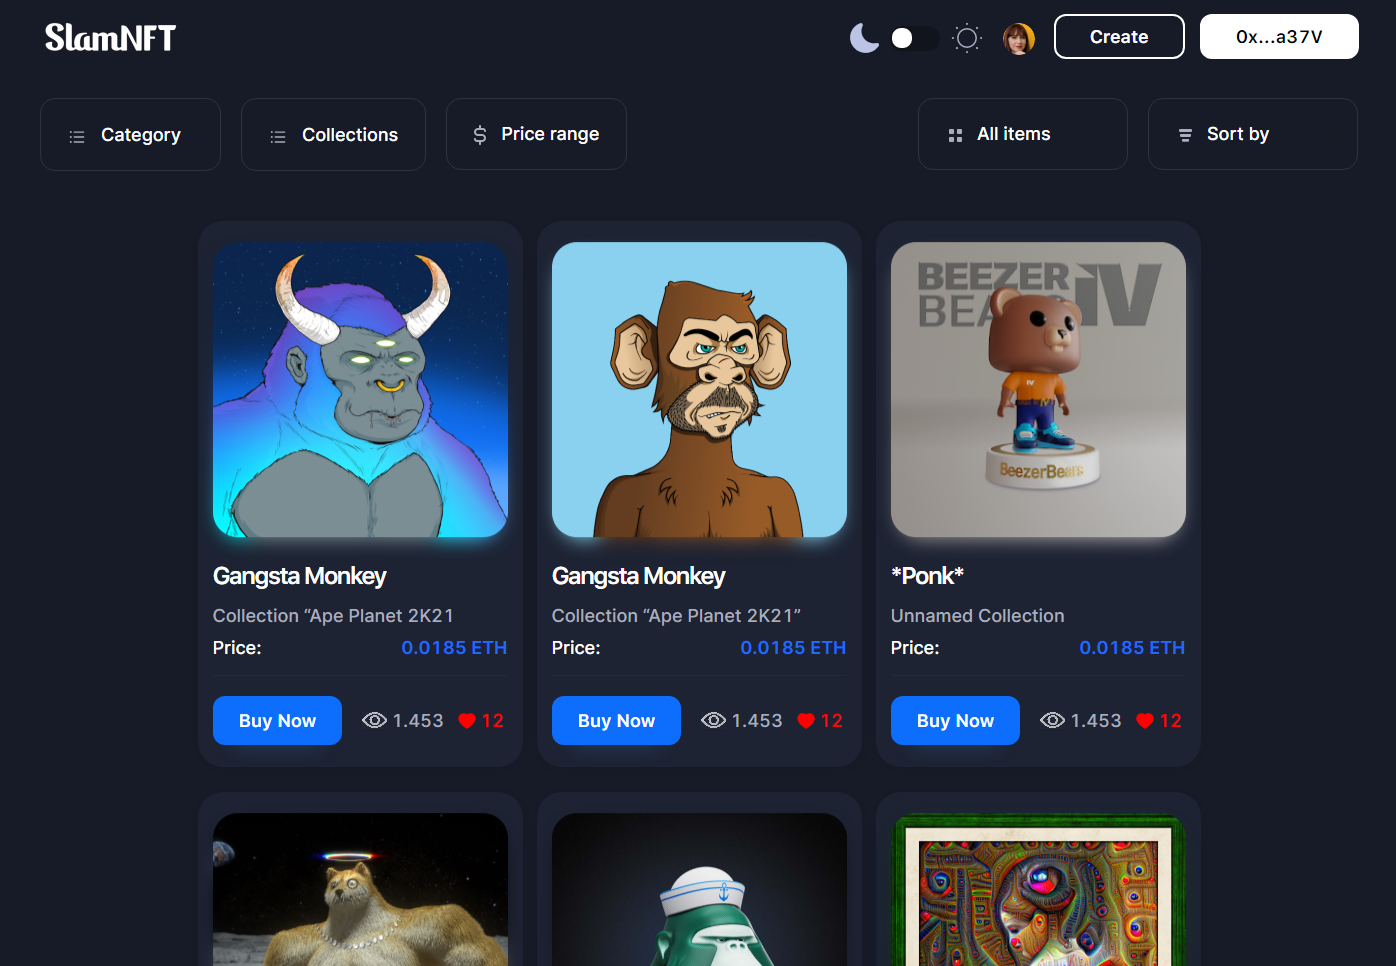 SlamNFT
Create
0x...a37V
Category
Collections
Price range
All items
Sort by
BEEZER
IV
IV
BeezerBears
Gangsta Monkey
Collection “Ape Planet 2K21
Price:
0.0185 ETH
Buy Now
1.453
12
Gangsta Monkey
Collection “Ape Planet 2K21”
Price:
0.0185 ETH
Buy Now
1.453
12
*Ponk*
Unnamed Collection
Price:
0.0185 ETH
Buy Now
1.453
12